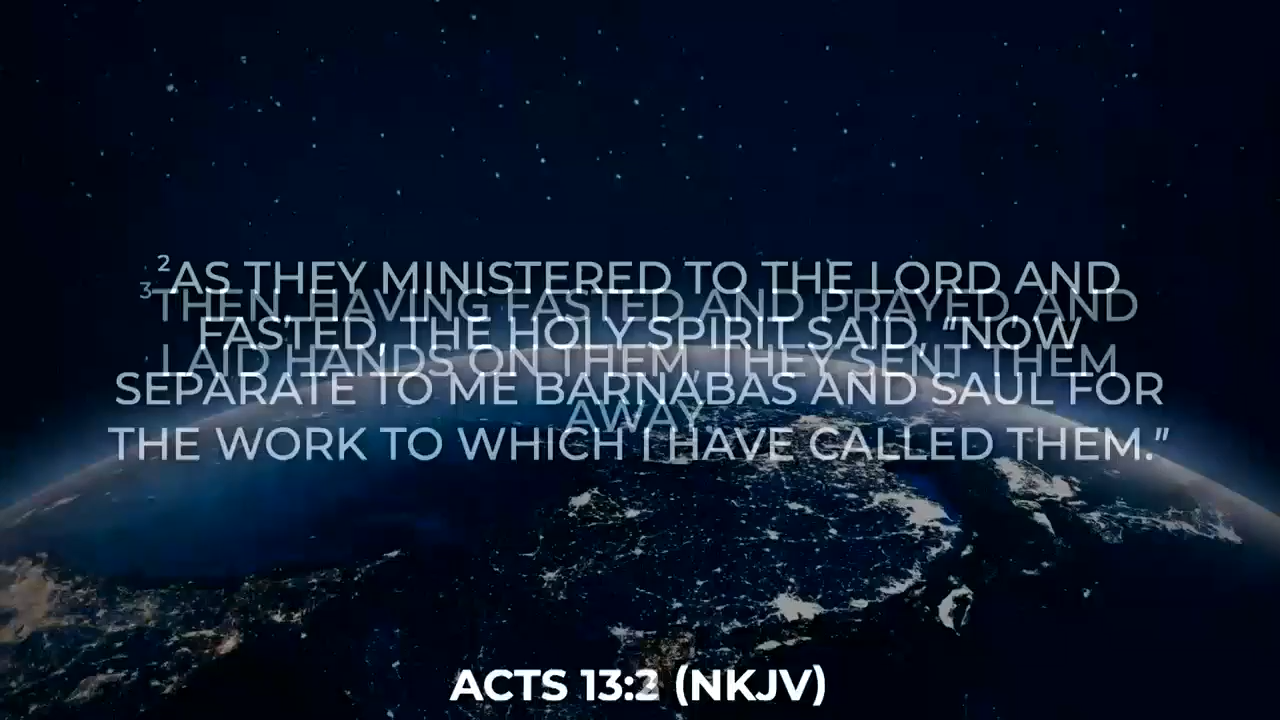 ²AS THEY MINISTERED TO THE LORD AND
FASTED, THE HOLY SPIRIT SAID, “NOW
SEPARATE TO ME BARNABAS AND SAUL FOR
THE WORK TO WHICH I HAVE CALLED THEM.”
³THEN, HAVING FASTED AND PRAYED, AND
LAID HANDS ON THEM, THEY SENT THEM
AWAY.
ACTS 13:2 (NKJV)